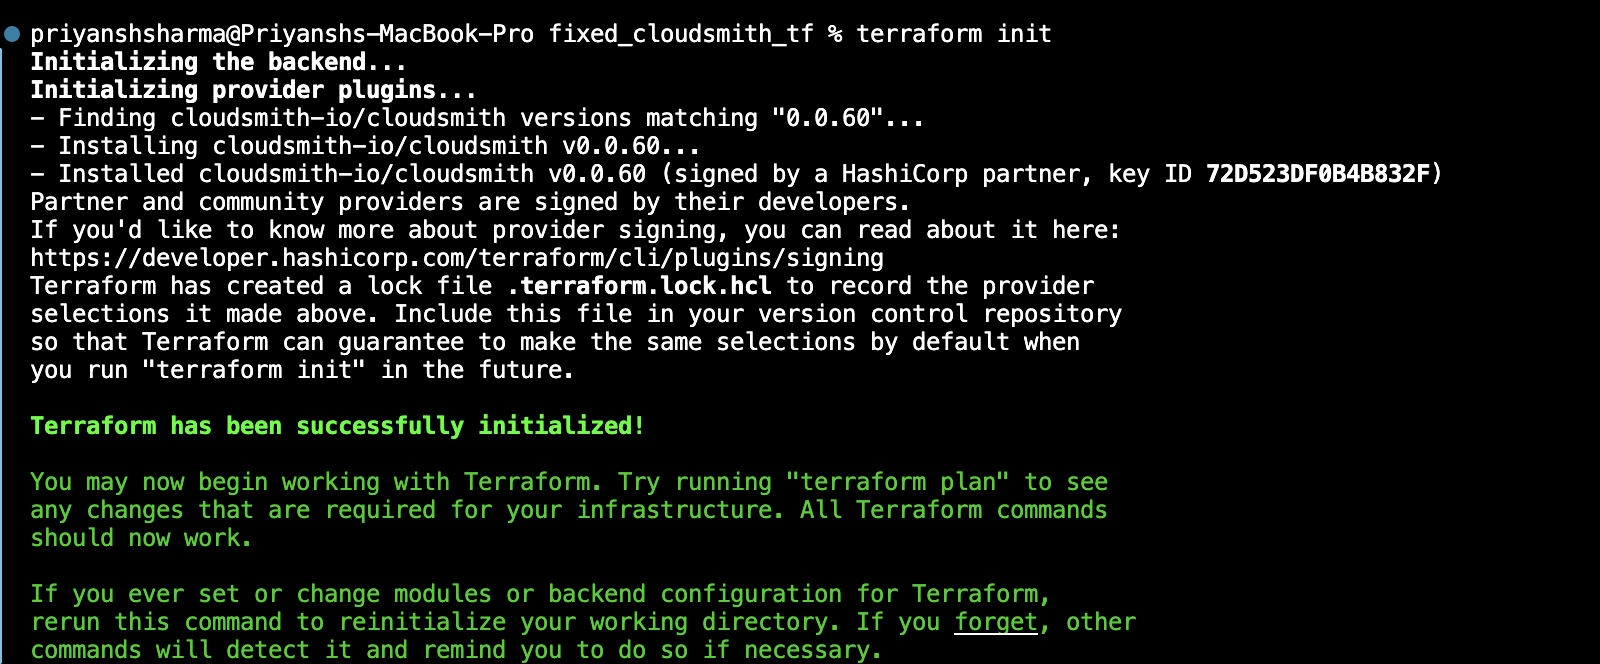 priyanshsharma@Priyanshs-MacBook-Pro fixed_cloudsmith_tf % terraform init
Initializing the backend...
Initializing provider plugins...
- Finding cloudsmith-io/cloudsmith versions matching "0.0.60"...
- Installing cloudsmith-io/cloudsmith v0.0.60...
- Installed cloudsmith-io/cloudsmith v0.0.60 (signed by a HashiCorp partner, key ID 72D523DF0B4B832F)
Partner and community providers are signed by their developers.
If you'd like to know more about provider signing, you can read about it here:
https://developer.hashicorp.com/terraform/cli/plugins/signing
Terraform has created a lock file .terraform.lock.hcl to record the provider
selections it made above. Include this file in your version control repository
so that Terraform can guarantee to make the same selections by default when
you run "terraform init" in the future.

Terraform has been successfully initialized!

You may now begin working with Terraform. Try running "terraform plan" to see
any changes that are required for your infrastructure. All Terraform commands
should now work.

If you ever set or change modules or backend configuration for Terraform,
rerun this command to reinitialize your working directory. If you forget, other
commands will detect it and remind you to do so if necessary.